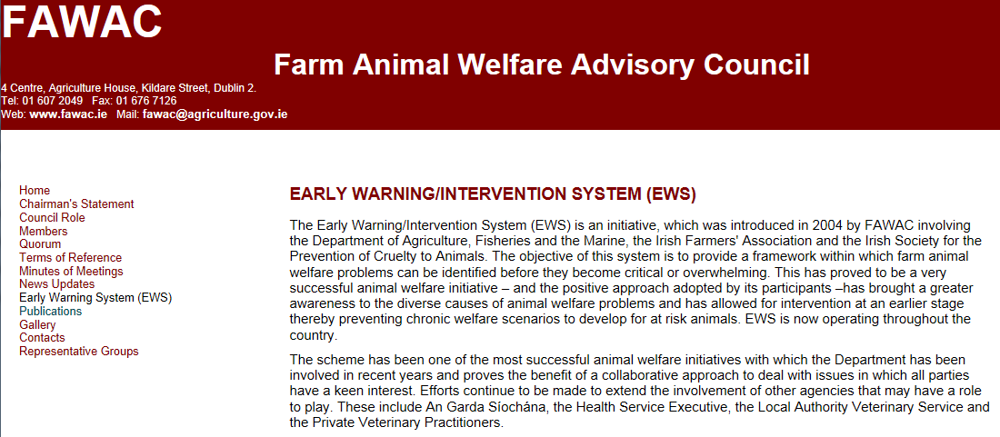 FAWAC
Farm Animal Welfare Advisory Council
4 Centre, Agriculture House, Kildare Street, Dublin 2.
Tel: 01 607 2049   Fax: 01 676 7126
Web: www.fawac.ie   Mail: fawac@agriculture.gov.ie
Home
Chairman's Statement
Council Role
Members
Quorum
Terms of Reference
Minutes of Meetings
News Updates
Early Warning System (EWS)
Publications
Gallery
Contacts
Representative Groups
EARLY WARNING/INTERVENTION SYSTEM (EWS)
The Early Warning/Intervention System (EWS) is an initiative, which was introduced in 2004 by FAWAC involving
the Department of Agriculture, Fisheries and the Marine, the Irish Farmers' Association and the Irish Society for the
Prevention of Cruelty to Animals. The objective of this system is to provide a framework within which farm animal
welfare problems can be identified before they become critical or overwhelming. This has proved to be a very
successful animal welfare initiative – and the positive approach adopted by its participants –has brought a greater
awareness to the diverse causes of animal welfare problems and has allowed for intervention at an earlier stage
thereby preventing chronic welfare scenarios to develop for at risk animals. EWS is now operating throughout the
country.
The scheme has been one of the most successful animal welfare initiatives with which the Department has been
involved in recent years and proves the benefit of a collaborative approach to deal with issues in which all parties
have a keen interest. Efforts continue to be made to extend the involvement of other agencies that may have a role
to play. These include An Garda Síochána, the Health Service Executive, the Local Authority Veterinary Service and
the Private Veterinary Practitioners.